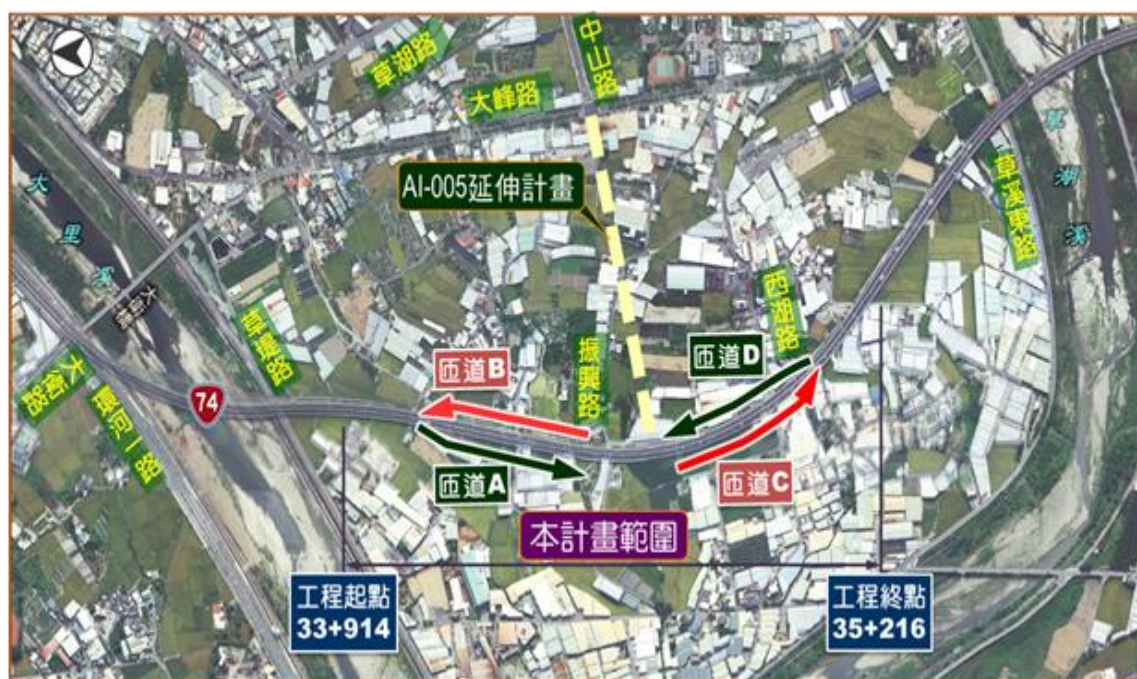 中山路
草湖路
大峰路
AI-005延伸計畫
大里溪
草湖溪
草溪東路
西湖路
振興路
匝道D
匝道B
74
大衛路
環河一路
匝道A
匝道C
本計畫範圍
工程起點
33+914
工程終點
35+216